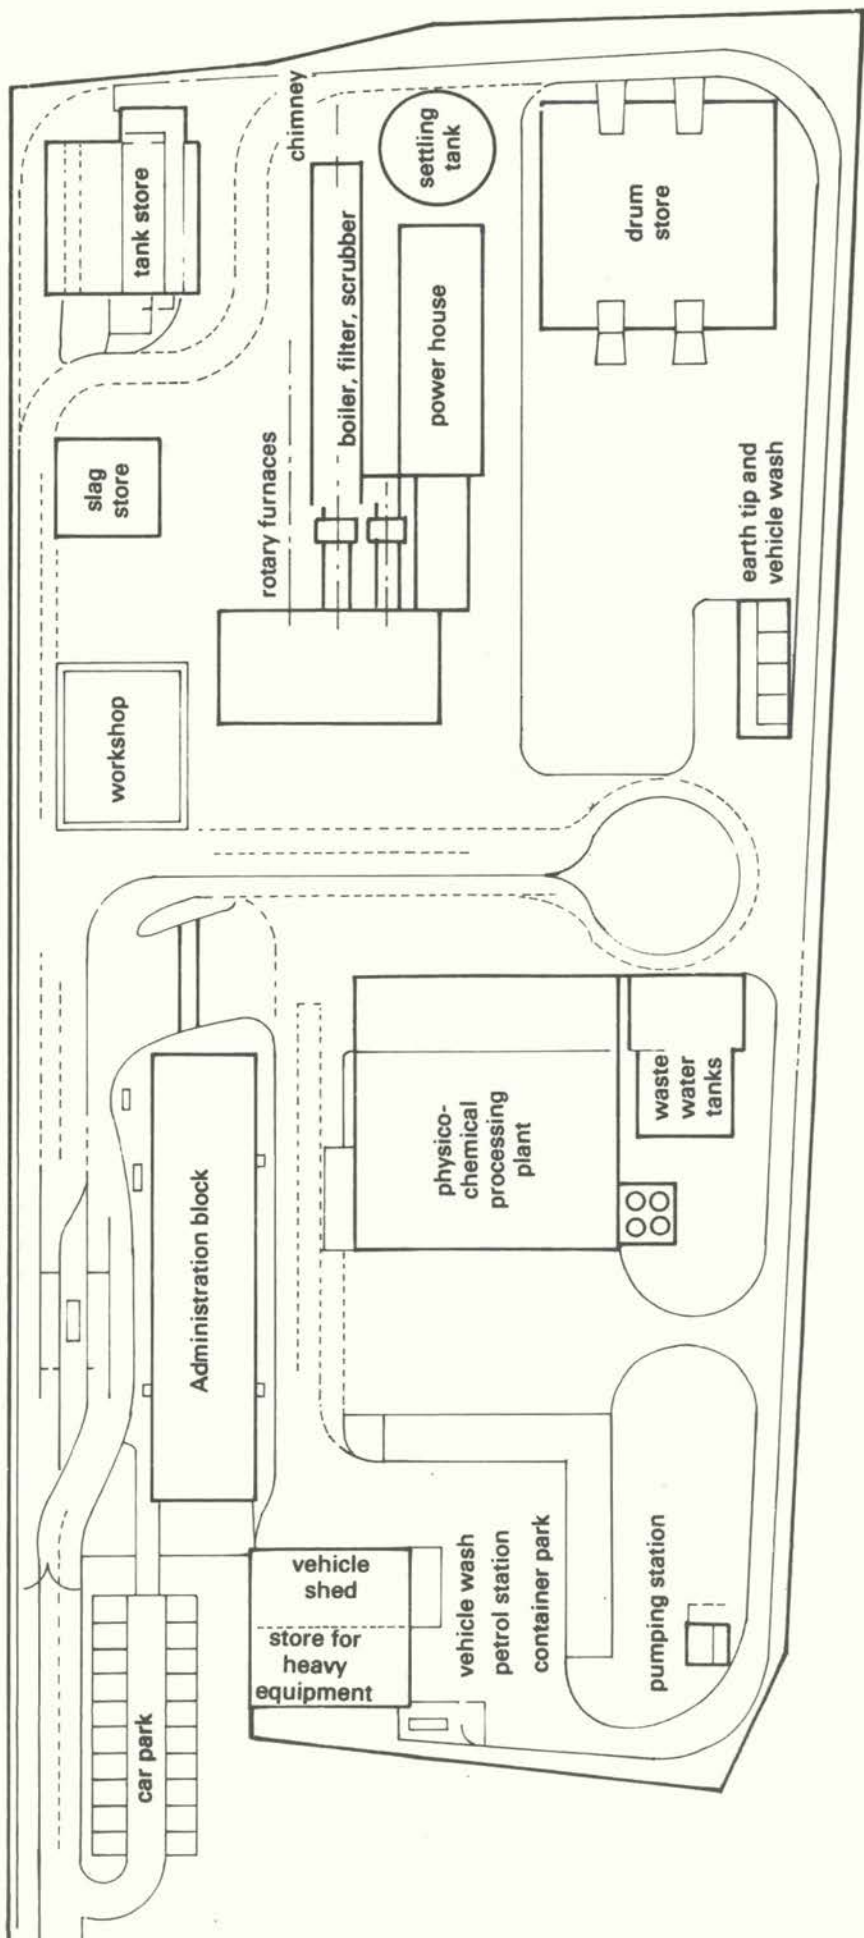 chimney
settling
tank
tank store
boiler, filter, scrubber
power house
drum
store
slag
store
rotary furnaces
earth tip and
vehicle wash
workshop
Administration block
physico-
chemical
processing
plant
waste
water
tanks
vehicle
shed
store for
heavy
equipment
vehicle wash
petrol station
container park
pumping station
car park